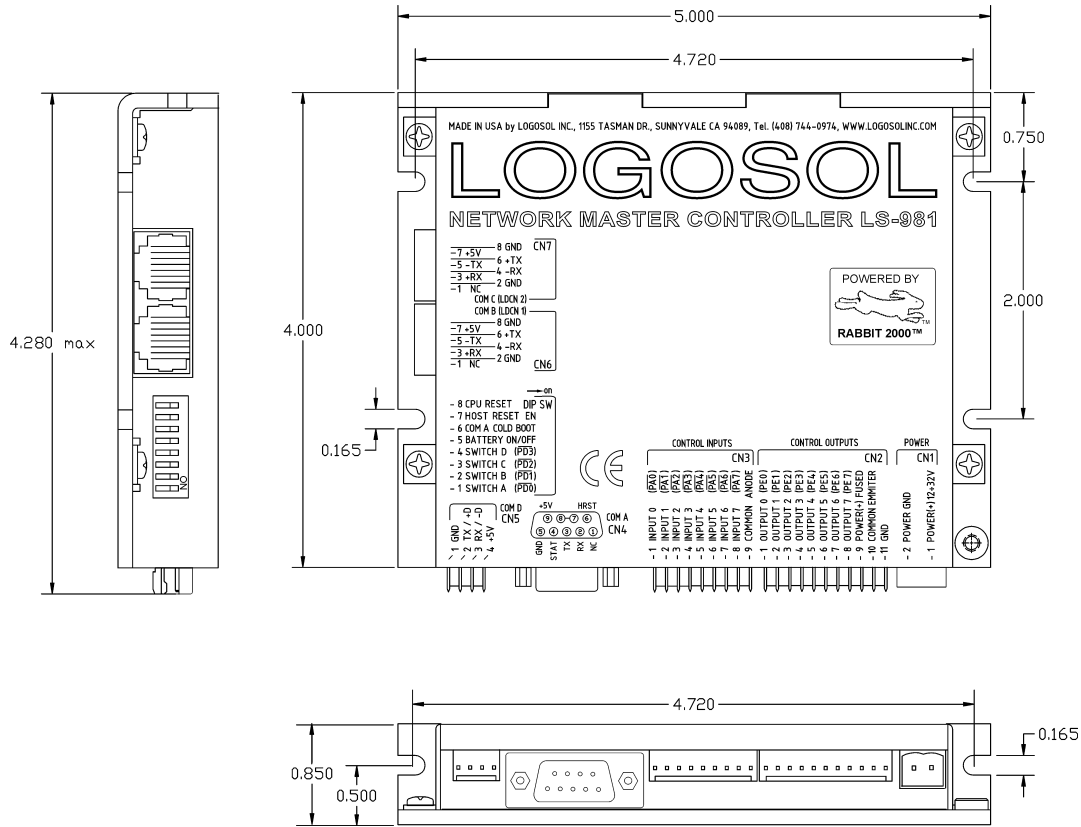 5.000
4.720
MADE IN USA by LOGOSOL INC., 1155 TASMAN DR., SUNNYVALE CA 94089, Tel. (408) 744-0974, WWW.LOGOSOLINC.COM
LOGOSOL
NETWORK MASTER CONTROLLER LS-981
0.750
2.000
4.280 max
4.000
0.165
CN7
8 GND
-7 +5V
6 +TX
-5 -TX
4 -RX
-3 +RX
2 GND
-1 NC
COM C (LDCN 2)
COM B (LDCN 1)
8 GND
-7 +5V
6 +TX
-5 -TX
4 -RX
-3 +RX
2 GND
-1 NC
CN6
POWERED BY
TM
RABBIT 2000™
on
DIP SW
- 8 CPU RESET
- 7 HOST RESET EN
- 6 COM A COLD BOOT
- 5 BATTERY ON/OFF
- 4 SWITCH D (PD3)
- 3 SWITCH C (PD2)
- 2 SWITCH B (PD1)
- 1 SWITCH A (PD0)
NO
CE
COM D
CN5
1 GND
2 TX / +D
3 RX / -D
4 +5V
+5V HRST
9 8 7 6
5 4 3 2 1
COM A
CN4
GND
STAT
TX
RX
NC
CONTROL INPUTS
CN3
- 1 INPUT 0 (PA0)
- 2 INPUT 1 (PA1)
- 3 INPUT 2 (PA2)
- 4 INPUT 3 (PA3)
- 5 INPUT 4 (PA4)
- 6 INPUT 5 (PA5)
- 7 INPUT 6 (PA6)
- 8 INPUT 7 (PA7)
- 9 COMMON ANODE
CONTROL OUTPUTS
CN2
- 1 OUTPUT 0 (PE0)
- 2 OUTPUT 1 (PE1)
- 3 OUTPUT 2 (PE2)
- 4 OUTPUT 3 (PE3)
- 5 OUTPUT 4 (PE4)
- 6 OUTPUT 5 (PE5)
- 7 OUTPUT 6 (PE6)
- 8 OUTPUT 7 (PE7)
- 9 POWER(+) FUSED
-10 COMMON EMMITER
-11 GND
POWER
CN1
- 2 POWER GND
- 1 POWER(+)12÷32V
4.720
0.850
0.500
0.165